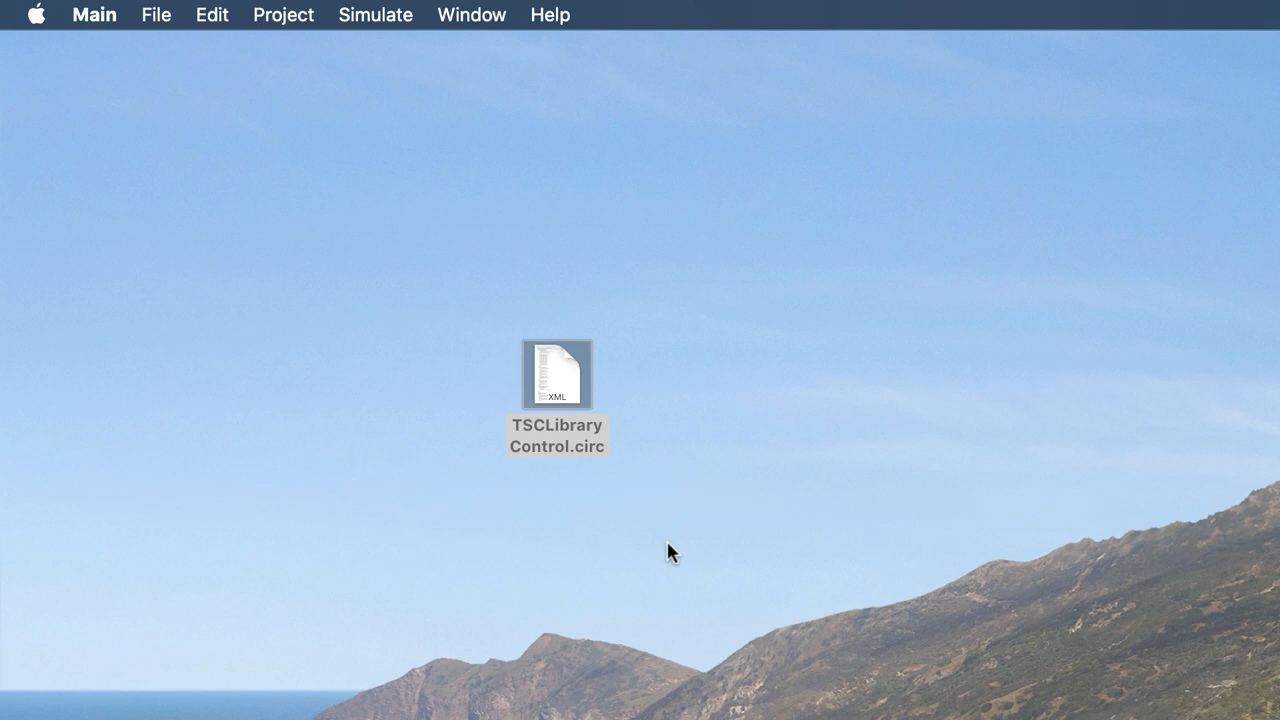 Main File Edit Project Simulate Window Help
XML
TSCLibrary
Control.circ